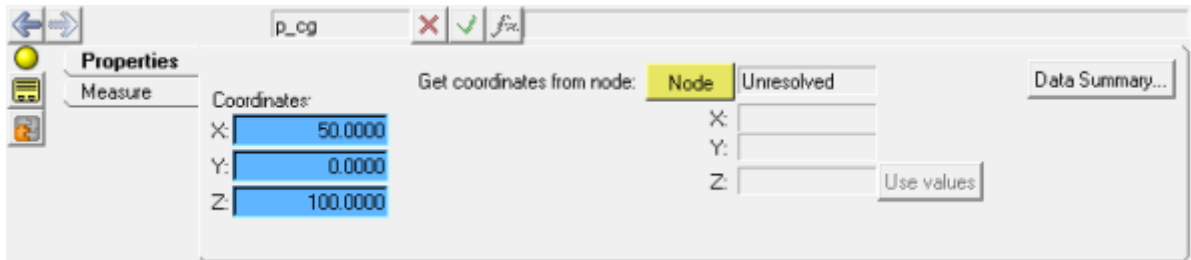 p_cg fx
Properties
Measure
Get coordinates from node: Node Unresolved Data Summary...
Coordinates:
X: 50.0000 X:
Y: 0.0000 Y:
Z: 100.0000 Z: Use values